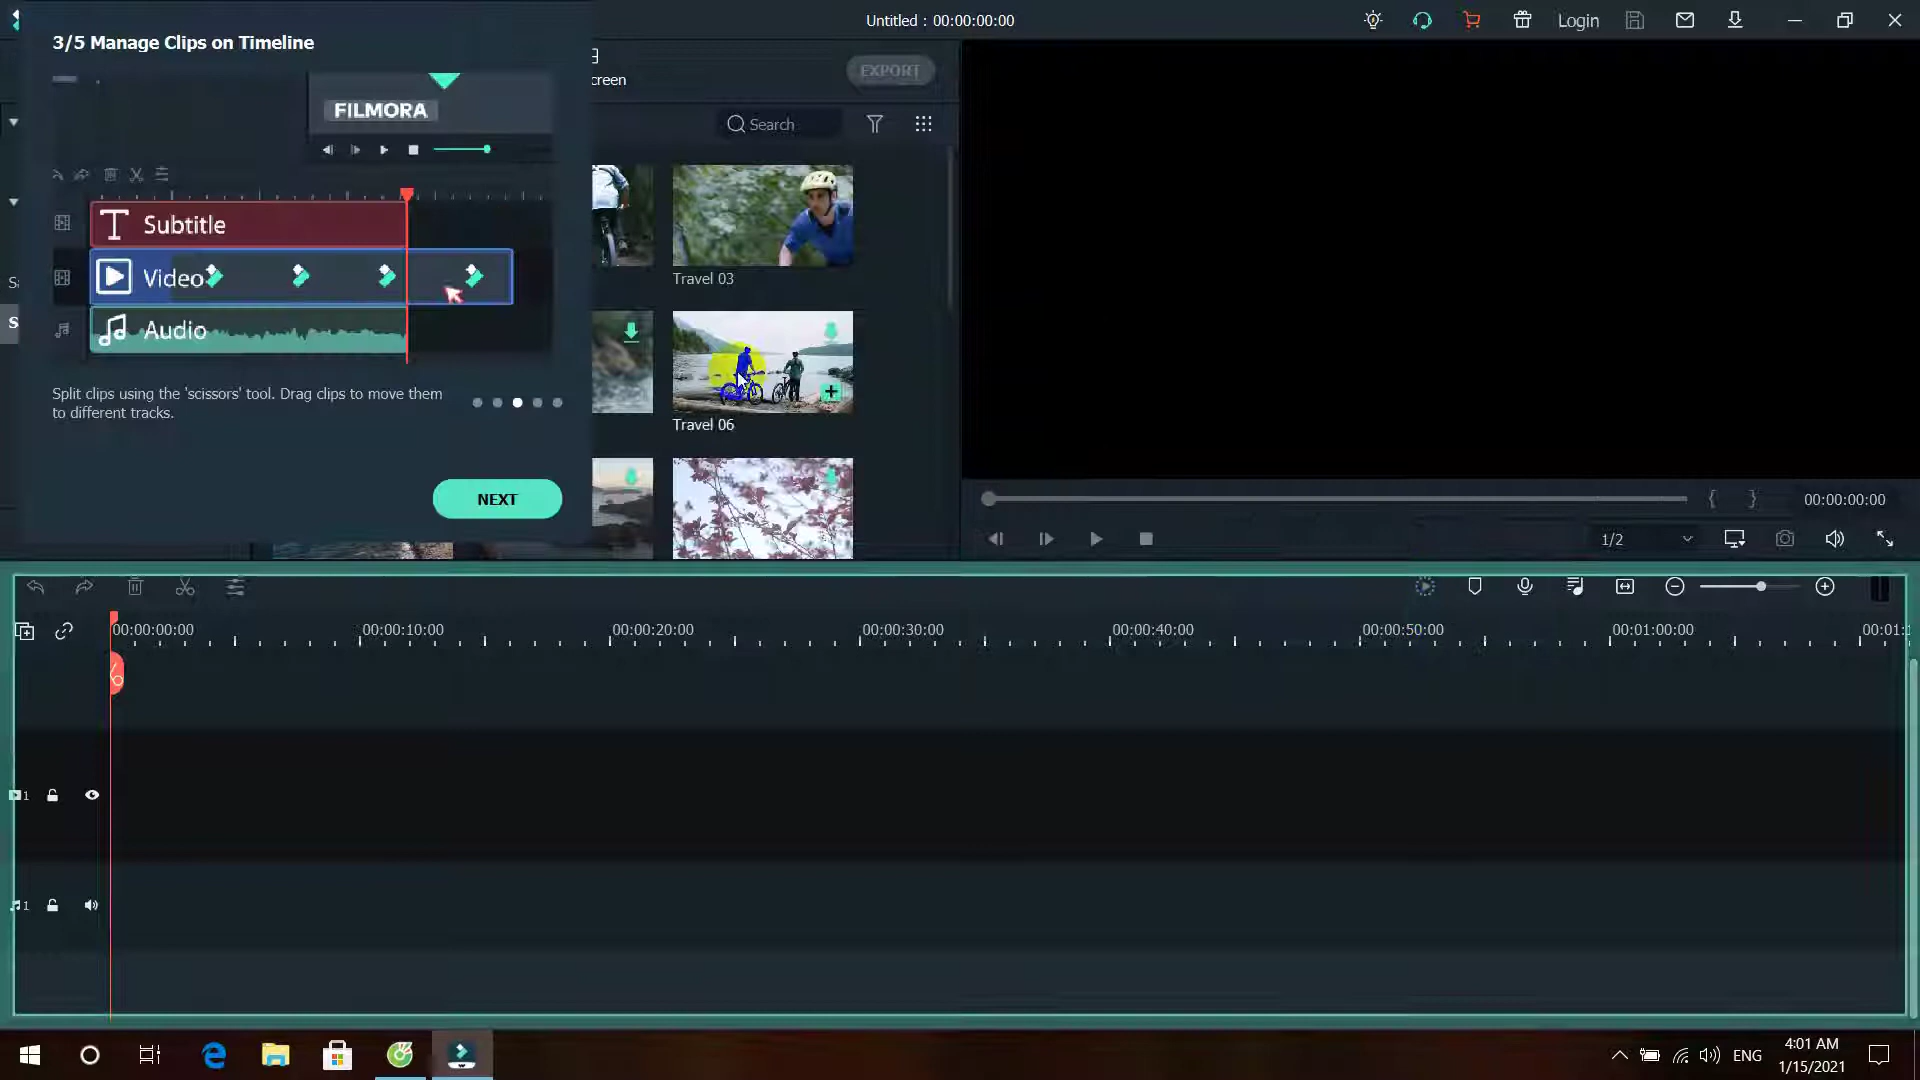 Untitled : 00:00:00:00
Login
3/5 Manage Clips on Timeline
creen
EXPORT
FILMORA
Search
Subtitle
Video
Audio
Travel 03
Split clips using the 'scissors' tool. Drag clips to move them
to different tracks.
Travel 06
NEXT
00:00:00:00
1/2
00:00:00:00
00:00:10:00
00:00:20:00
00:00:30:00
00:00:40:00
00:00:50:00
00:01:00:00
00:01:
1
1
ENG
4:01 AM
1/15/2021